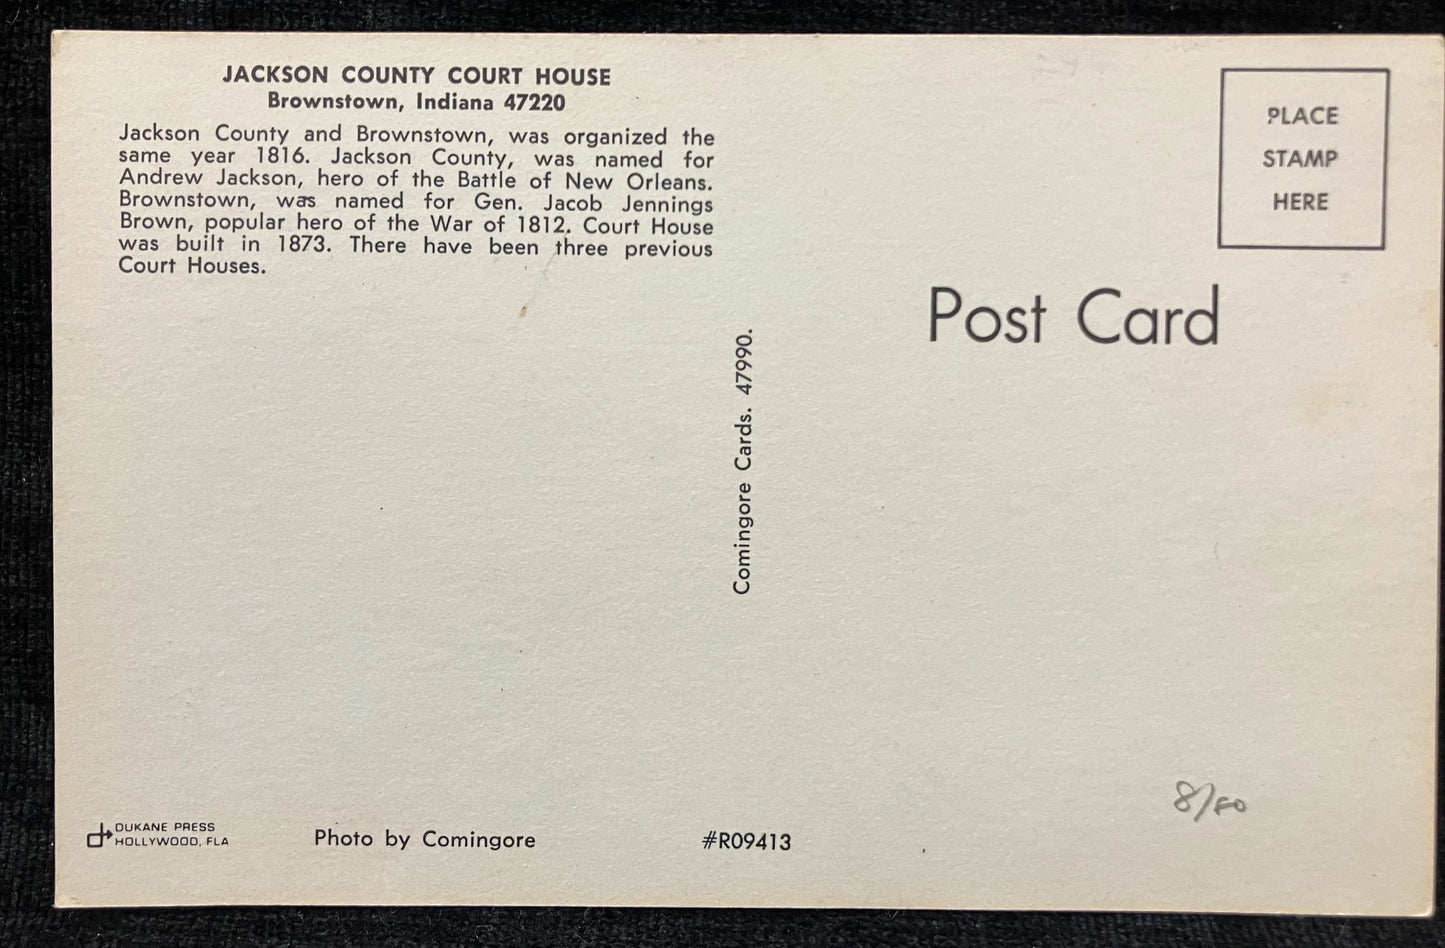 JACKSON COUNTY COURT HOUSE
Brownstown, Indiana 47220
Jackson County and Brownstown, was organized the
same year 1816. Jackson County, was named for
Andrew Jackson, hero of the Battle of New Orleans.
Brownstown, was named for Gen. Jacob Jennings
Brown, popular hero of the War of 1812. Court House
was built in 1873. There have been three previous
Court Houses.
PLACE
STAMP
HERE
Post Card
Comingore Cards. 47990.
8/80
DUKANE PRESS
HOLLYWOOD, FLA
Photo by Comingore
#R09413